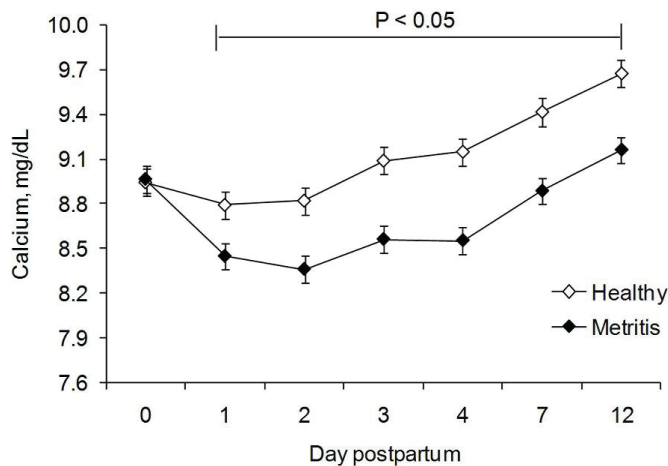 P < 0.05
10.0
9.7
9.4
9.1
8.8
8.5
8.2
7.9
7.6
Calcium, mg/dL
Healthy
Metritis
0 1 2 3 4 7 12
Day postpartum